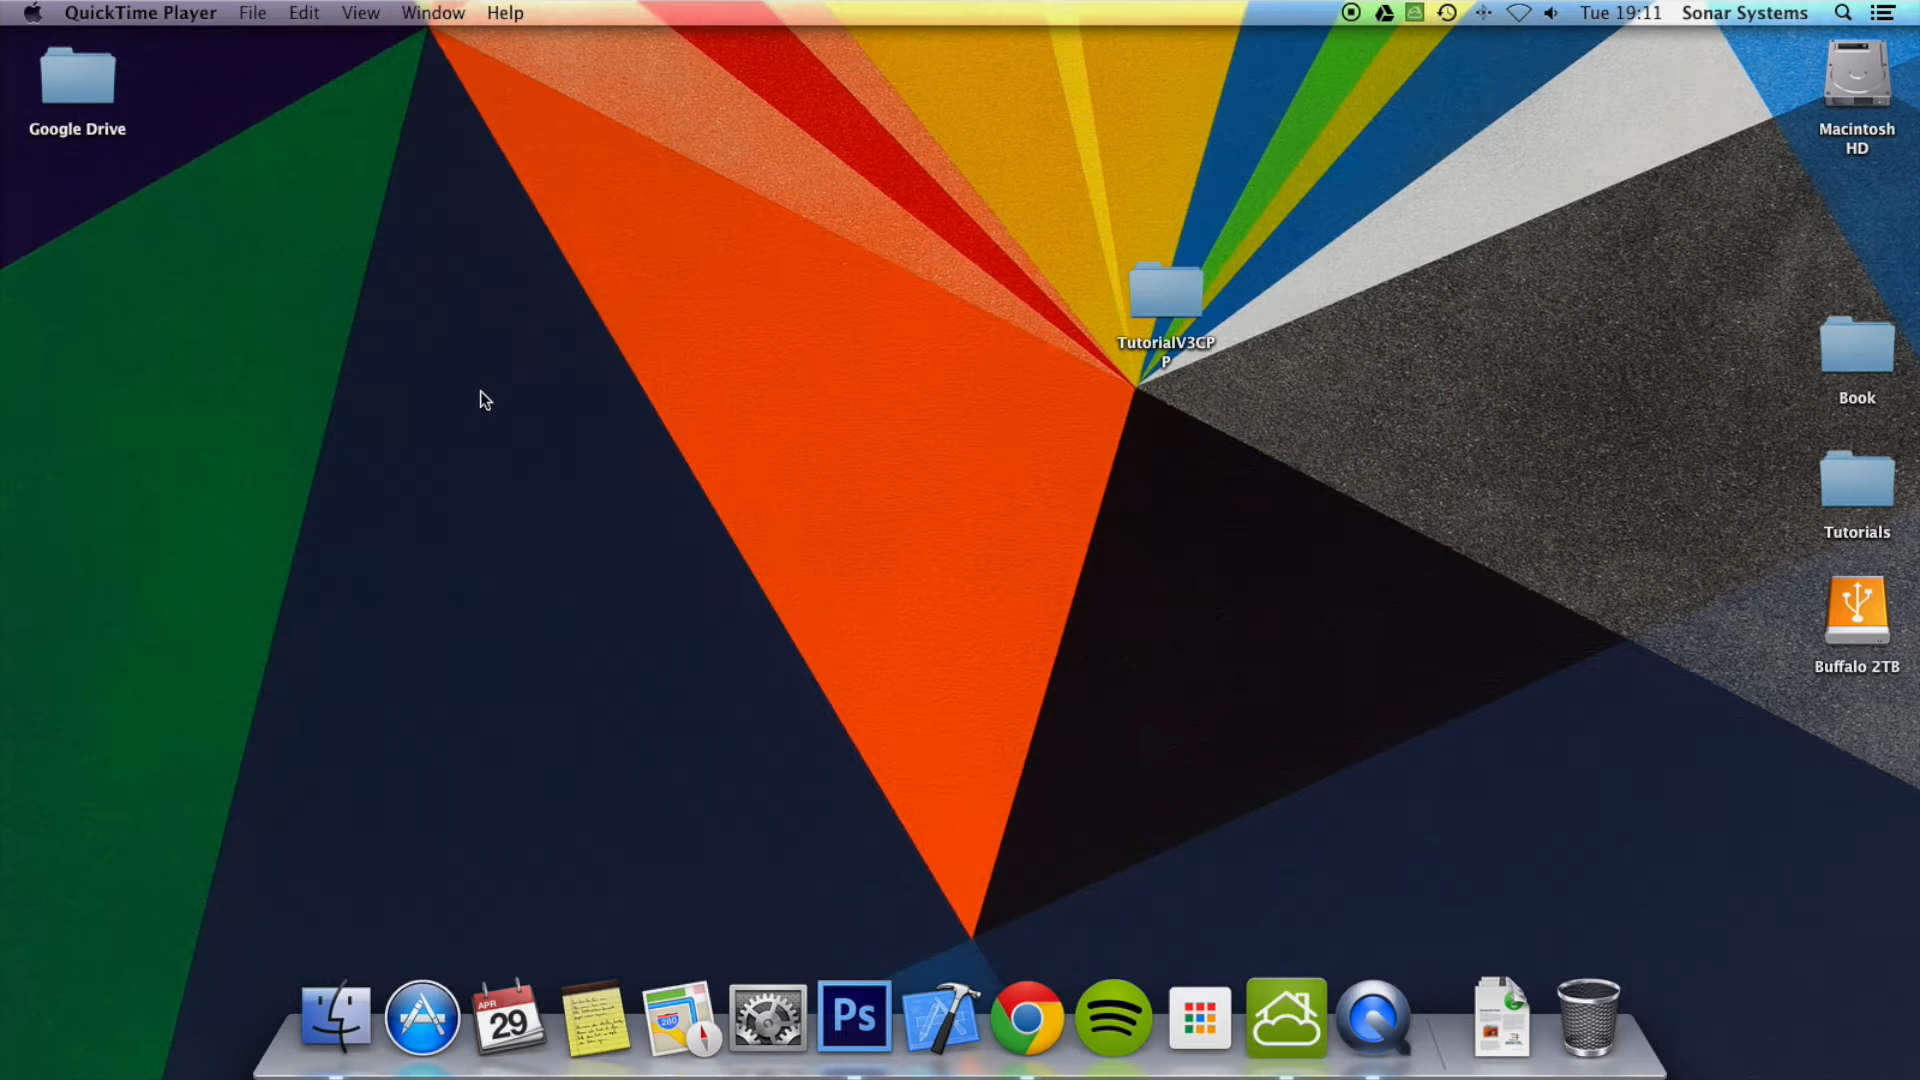 QuickTime Player File Edit View Window Help Tue 19:11 Sonar Systems
Google Drive
Macintosh
HD
TutorialV3CP
P
Book
Tutorials
Buffalo 2TB
APR
29
280
Ps